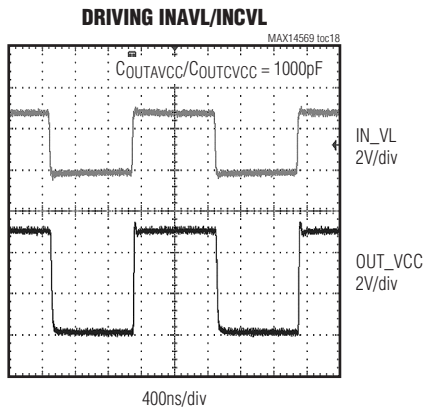 DRIVING INAVL/INCVL
MAX14569 toc18
COUTAVCC/COUTCVCC = 1000pF
IN_VL
2V/div
OUT_VCC
2V/div
400ns/div